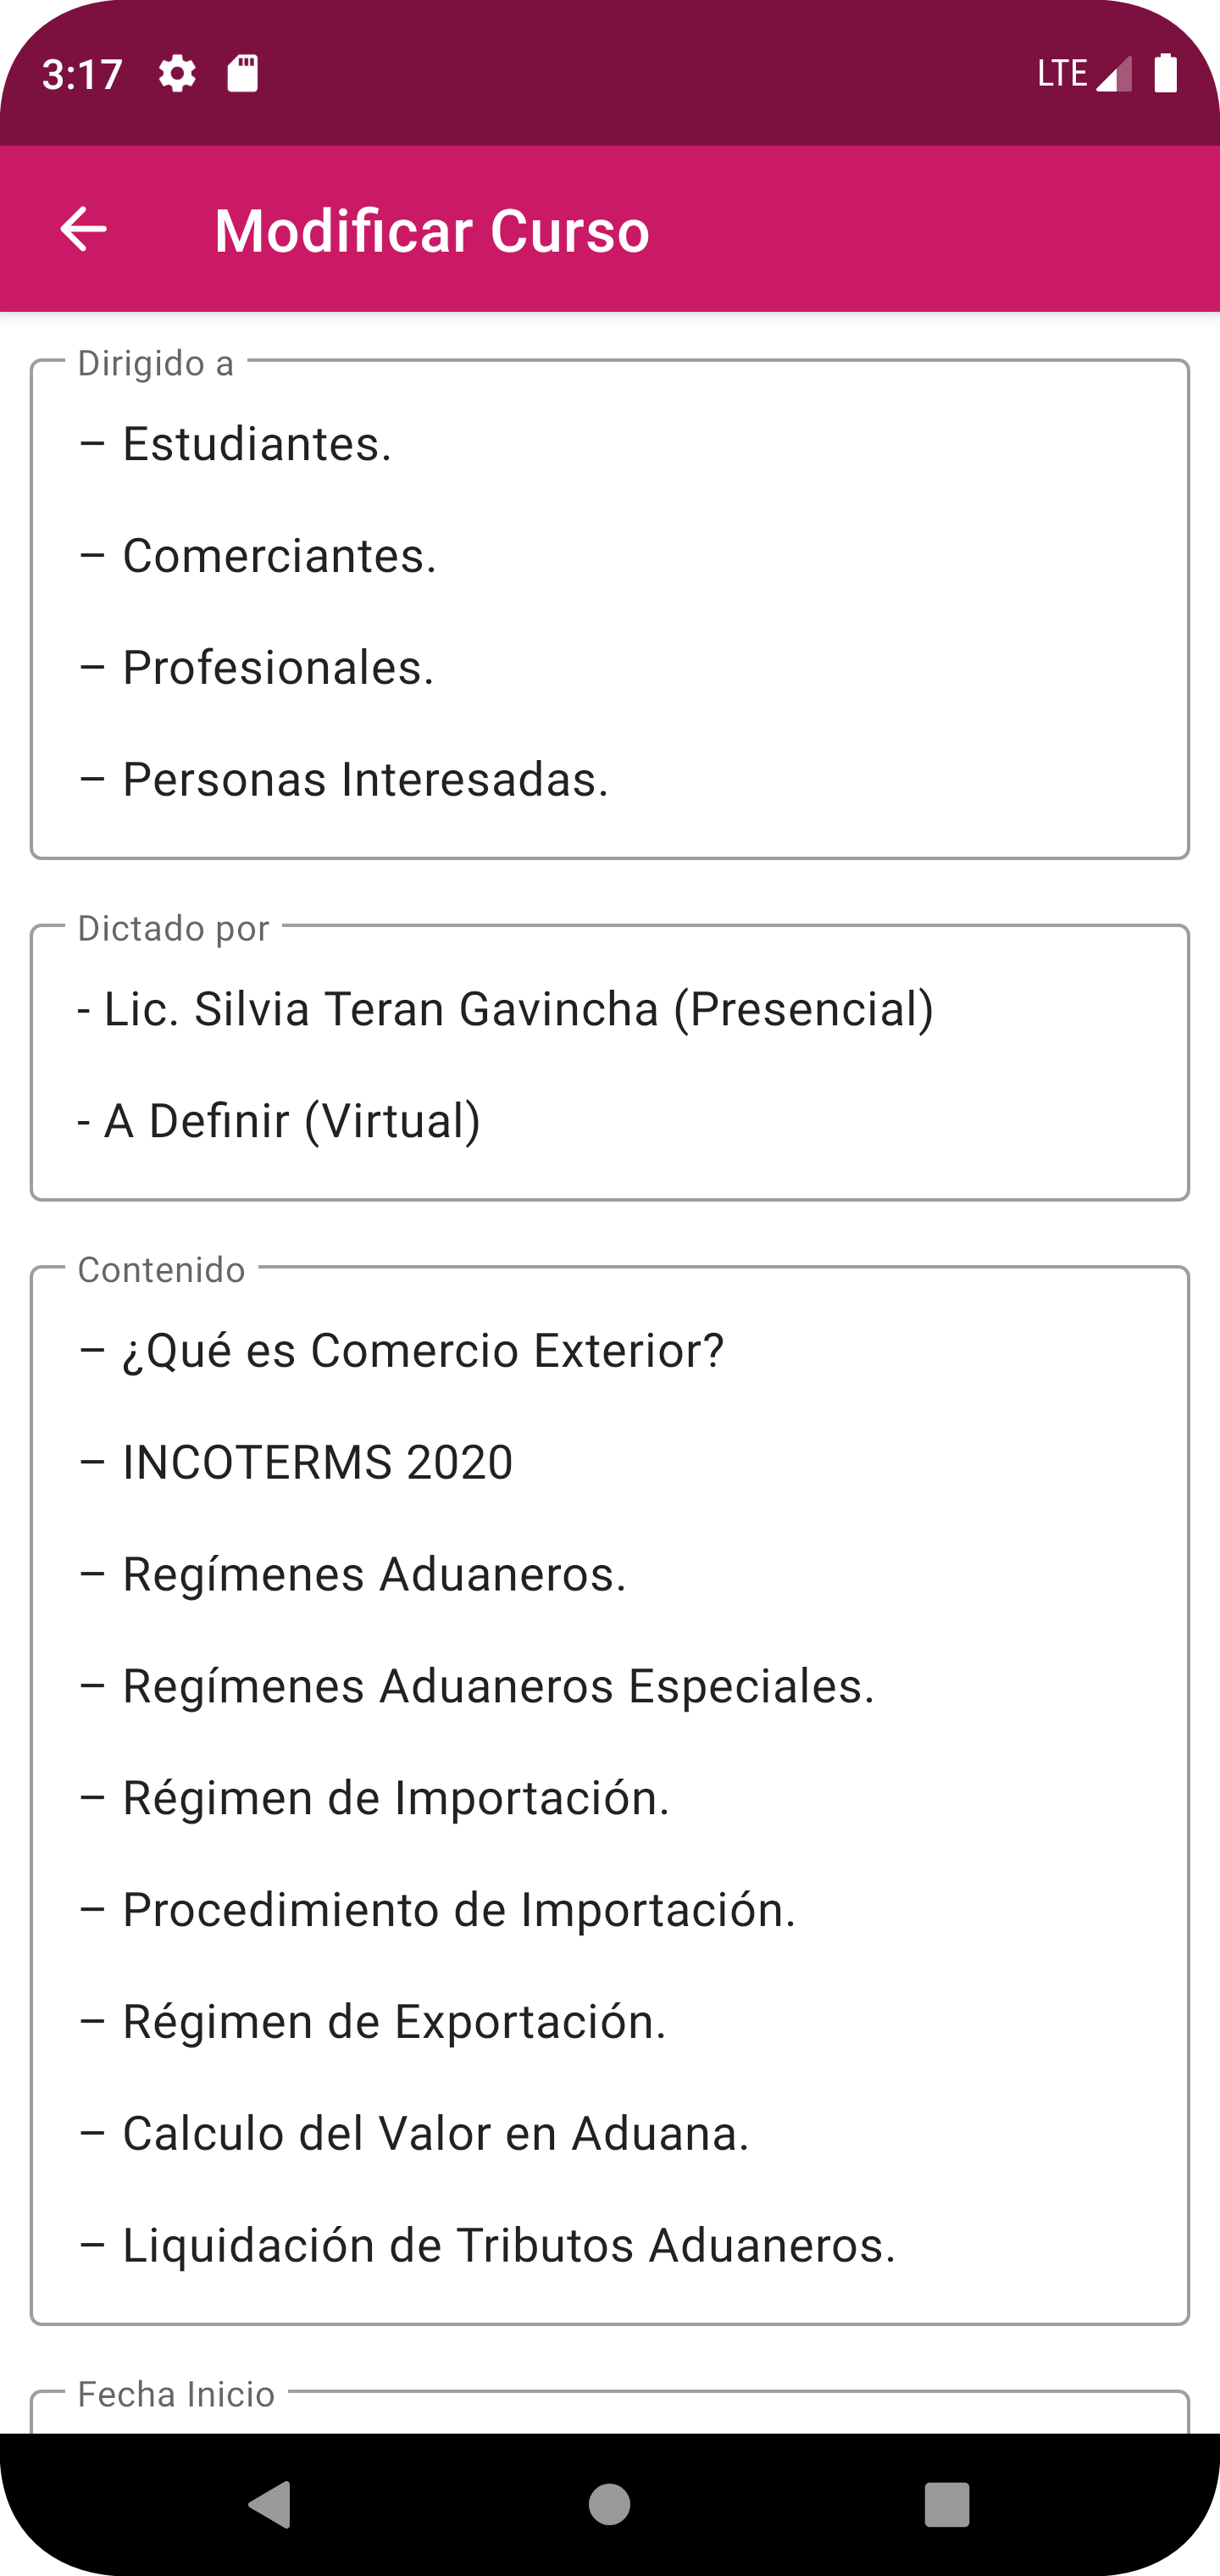 3:17 LTE
Modificar Curso
Dirigido a
– Estudiantes.
– Comerciantes.
– Profesionales.
– Personas Interesadas.
Dictado por
- Lic. Silvia Teran Gavincha (Presencial)
- A Definir (Virtual)
Contenido
– ¿Qué es Comercio Exterior?
– INCOTERMS 2020
– Regímenes Aduaneros.
– Regímenes Aduaneros Especiales.
– Régimen de Importación.
– Procedimiento de Importación.
– Régimen de Exportación.
– Calculo del Valor en Aduana.
– Liquidación de Tributos Aduaneros.
Fecha Inicio